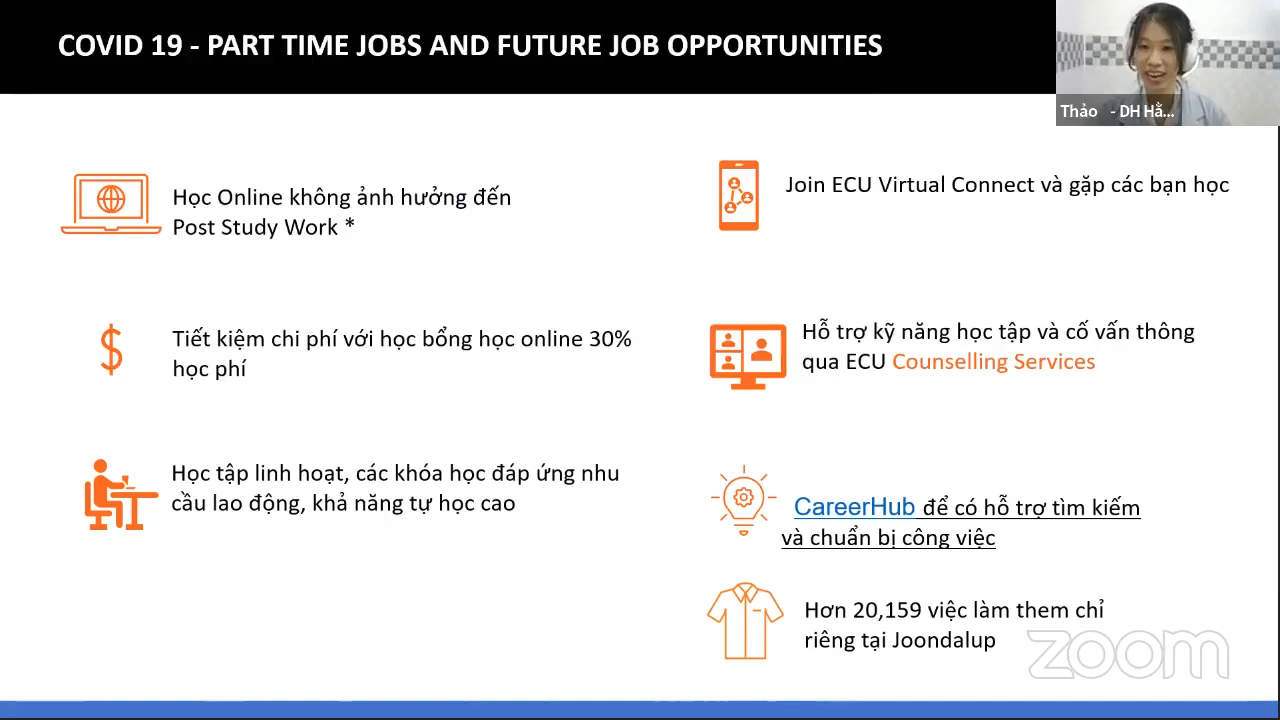 COVID 19 - PART TIME JOBS AND FUTURE JOB OPPORTUNITIES
Thảo - DH Hằ...
Học Online không ảnh hưởng đến
Post Study Work *
Tiết kiệm chi phí với học bổng học online 30%
học phí
Học tập linh hoạt, các khóa học đáp ứng nhu
cầu lao động, khả năng tự học cao
Join ECU Virtual Connect và gặp các bạn học
Hỗ trợ kỹ năng học tập và cố vấn thông
qua ECU Counselling Services
CareerHub để có hỗ trợ tìm kiếm
và chuẩn bị công việc
Hơn 20,159 việc làm them chỉ
riêng tại Joondalup
zoom